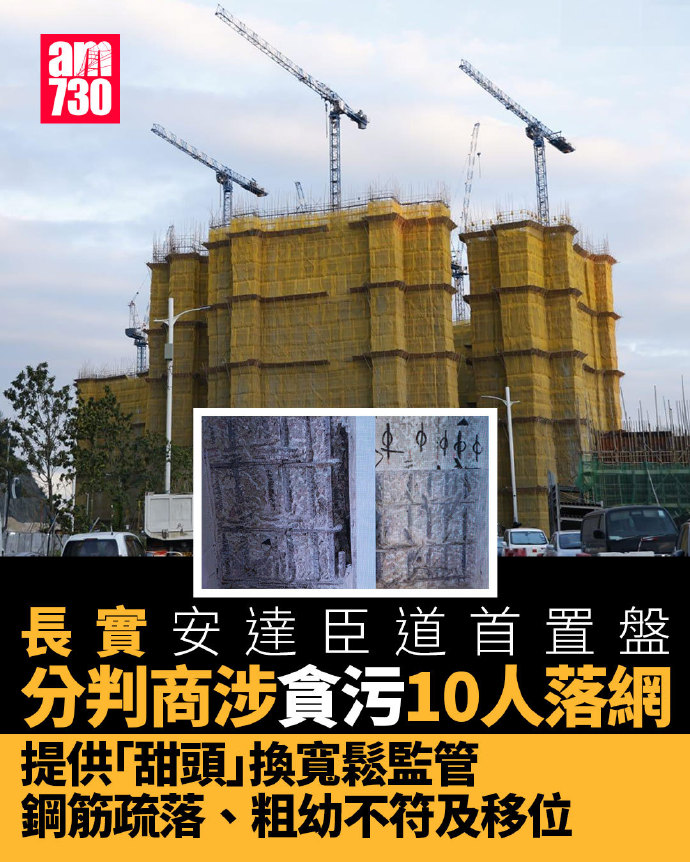 am
730
長實安達臣道首置盤
分判商涉貪污10人落網
提供「甜頭」換寬鬆監管
鋼筋疏落、粗幼不符及移位